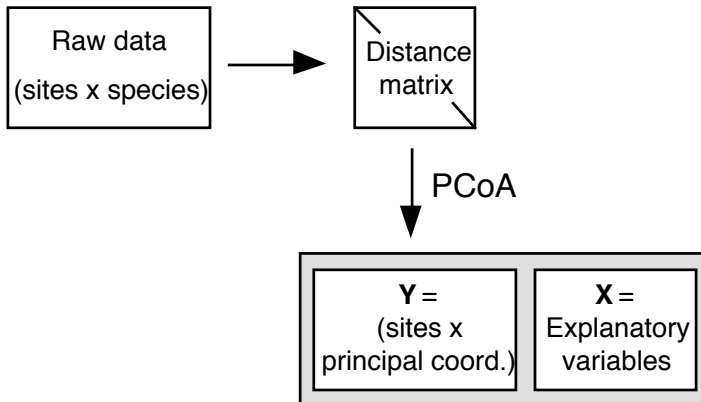 Raw data
(sites x species)
Distance
matrix
PCoA
Y =
(sites x
principal coord.)
X =
Explanatory
variables